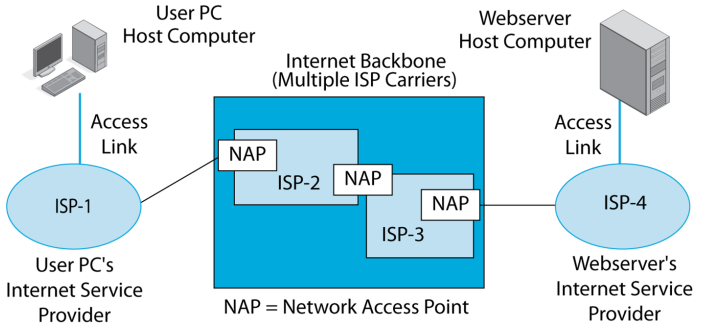 User PC
Host Computer
Webserver
Host Computer
Internet Backbone
(Multiple ISP Carriers)
Access
Link
Access
Link
NAP
ISP-2
NAP
NAP
ISP-3
ISP-1
ISP-4
User PC's
Internet Service
Provider
Webserver's
Internet Service
Provider
NAP = Network Access Point